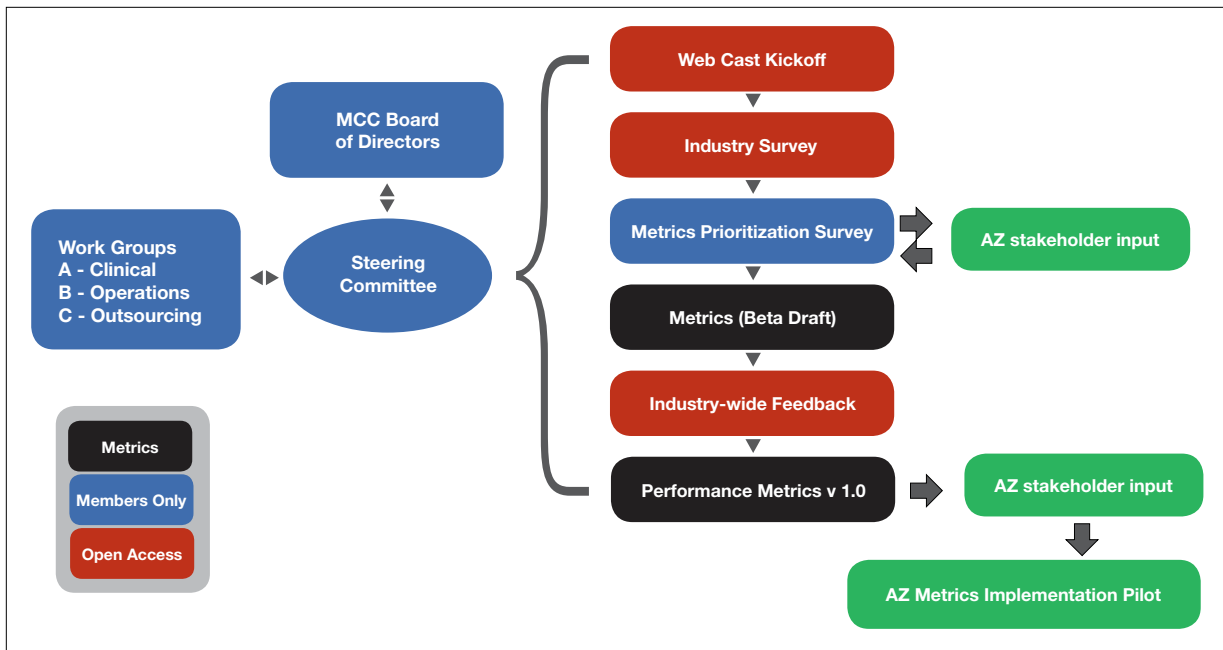 MCC Board
of Directors
Work Groups
A - Clinical
B - Operations
C - Outsourcing
Steering
Committee
Web Cast Kickoff
Industry Survey
Metrics Prioritization Survey
AZ stakeholder input
Metrics (Beta Draft)
Industry-wide Feedback
Performance Metrics v 1.0
AZ stakeholder input
AZ Metrics Implementation Pilot
Metrics
Members Only
Open Access